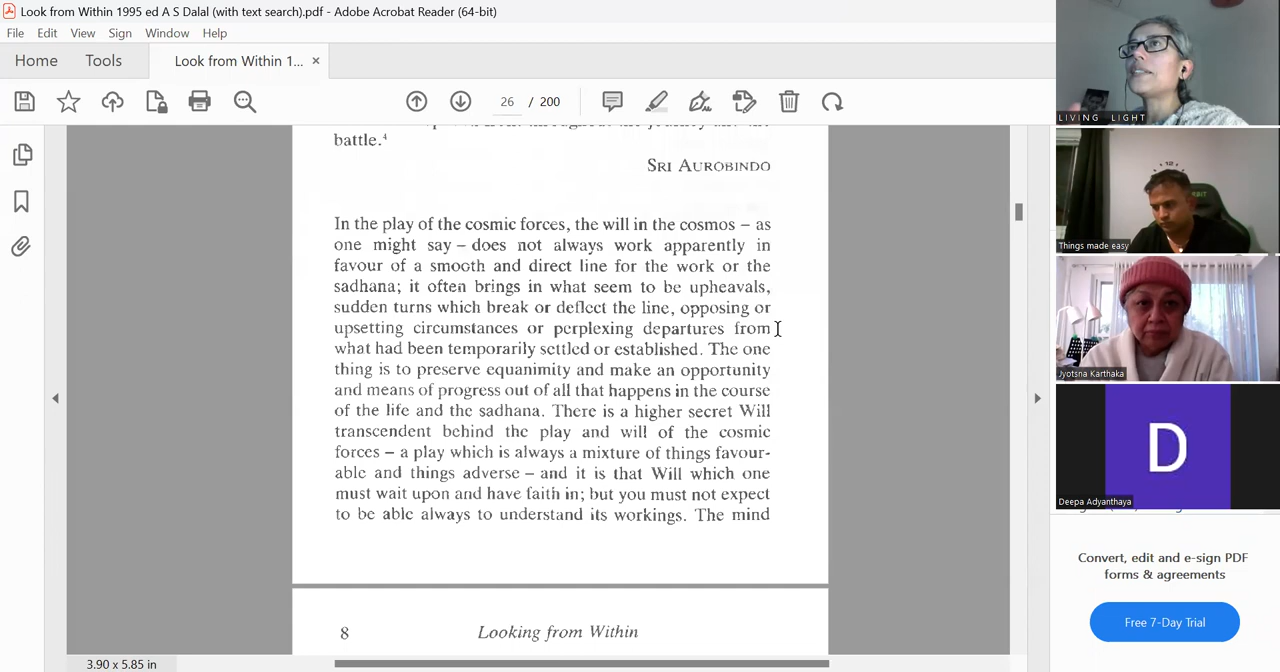 Look from Within 1995 ed A S Dalal (with text search).pdf - Adobe Acrobat Reader (64-bit)
File Edit View Sign Window Help
Home Tools Look from Within 1... ×
26 / 200
battle.⁴
SRI AUROBINDO
In the play of the cosmic forces, the will in the cosmos – as
one might say – does not always work apparently in
favour of a smooth and direct line for the work or the
sadhana; it often brings in what seem to be upheavals,
sudden turns which break or deflect the line, opposing or
upsetting circumstances or perplexing departures from
what had been temporarily settled or established. The one
thing is to preserve equanimity and make an opportunity
and means of progress out of all that happens in the course
of the life and the sadhana. There is a higher secret Will
transcendent behind the play and will of the cosmic
forces – a play which is always a mixture of things favour-
able and things adverse – and it is that Will which one
must wait upon and have faith in; but you must not expect
to be able always to understand its workings. The mind
8 Looking from Within
3.90 x 5.85 in
LIVING LIGHT
Things made easy
Jyotsna Karthaka
D
Deepa Adyanthaya
Convert, edit and e-sign PDF
forms & agreements
Free 7-Day Trial